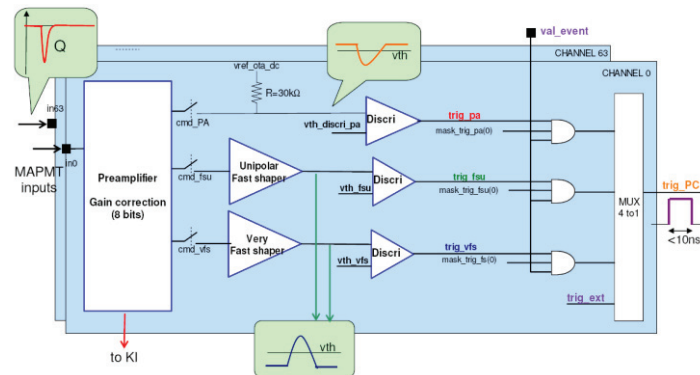 Q
val_event
CHANNEL 63
CHANNEL 0
vth
vref_ota_dc
R=30kΩ
in63
in0
MAPMT
inputs
Preamplifier
Gain correction
(8 bits)
cmd_PA
vth_discri_pa
Discri
trig_pa
mask_trig_pa(0)
cmd_fsu
Unipolar
Fast shaper
vth_fsu
Discri
trig_fsu
mask_trig_fsu(0)
cmd_vfs
Very
Fast shaper
vth_vfs
Discri
trig_vfs
mask_trig_fs(0)
MUX
4 to1
trig_PC
<10ns
trig_ext
to KI
vth